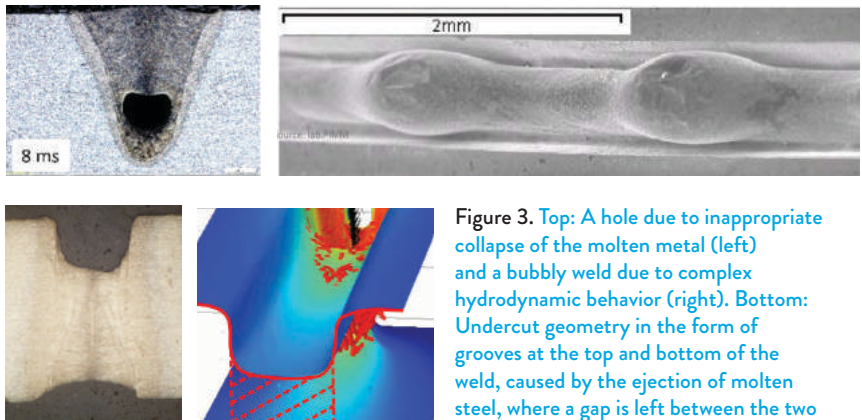 2mm
8 ms
Figure 3. Top: A hole due to inappropriate
collapse of the molten metal (left)
and a bubbly weld due to complex
hydrodynamic behavior (right). Bottom:
Undercut geometry in the form of
grooves at the top and bottom of the
weld, caused by the ejection of molten
steel, where a gap is left between the two